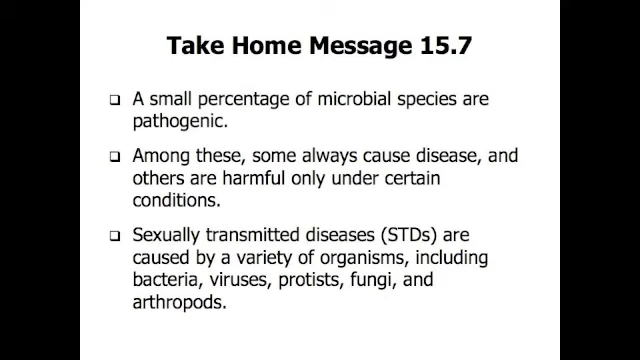 Take Home Message 15.7
❑ A small percentage of microbial species are
pathogenic.
❑ Among these, some always cause disease, and
others are harmful only under certain
conditions.
❑ Sexually transmitted diseases (STDs) are
caused by a variety of organisms, including
bacteria, viruses, protists, fungi, and
arthropods.